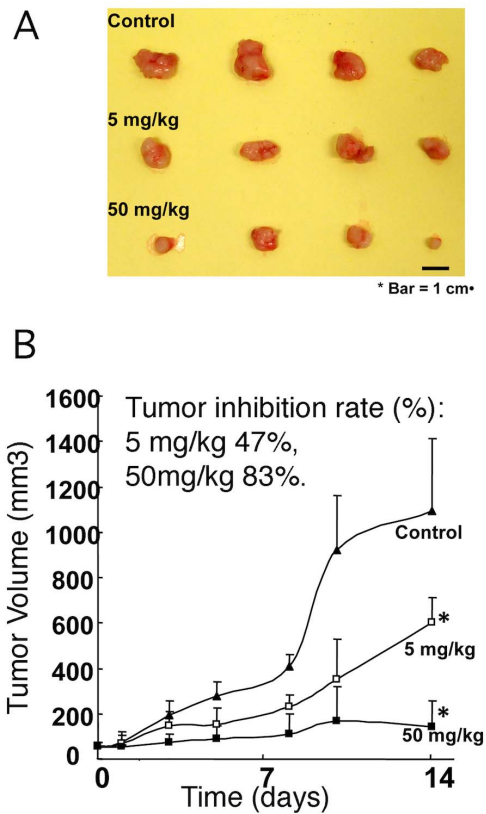 A
Control
5 mg/kg
50 mg/kg
* Bar = 1 cm•
B
Tumor Volume (mm3)
1600
1400
1200
1000
800
600
400
200
0
Tumor inhibition rate (%):
5 mg/kg 47%,
50mg/kg 83%.
Control
*
5 mg/kg
*
50 mg/kg
0 7 14
Time (days)